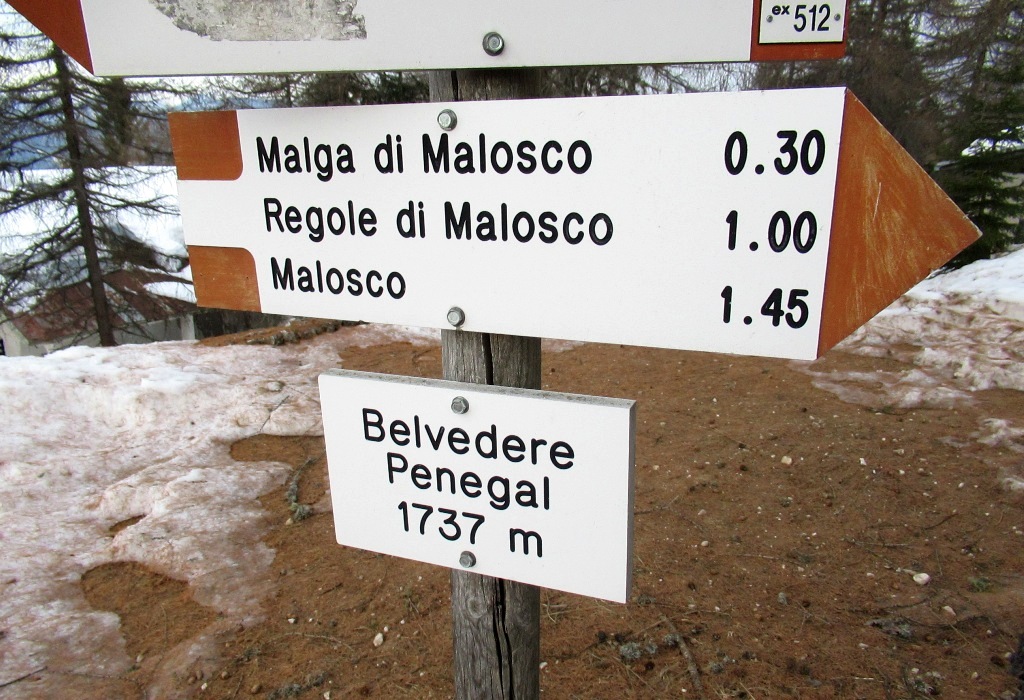 ex 512
Malga di Malosco 0.30
Regole di Malosco 1.00
Malosco 1.45
Belvedere
Penegal
1737 m